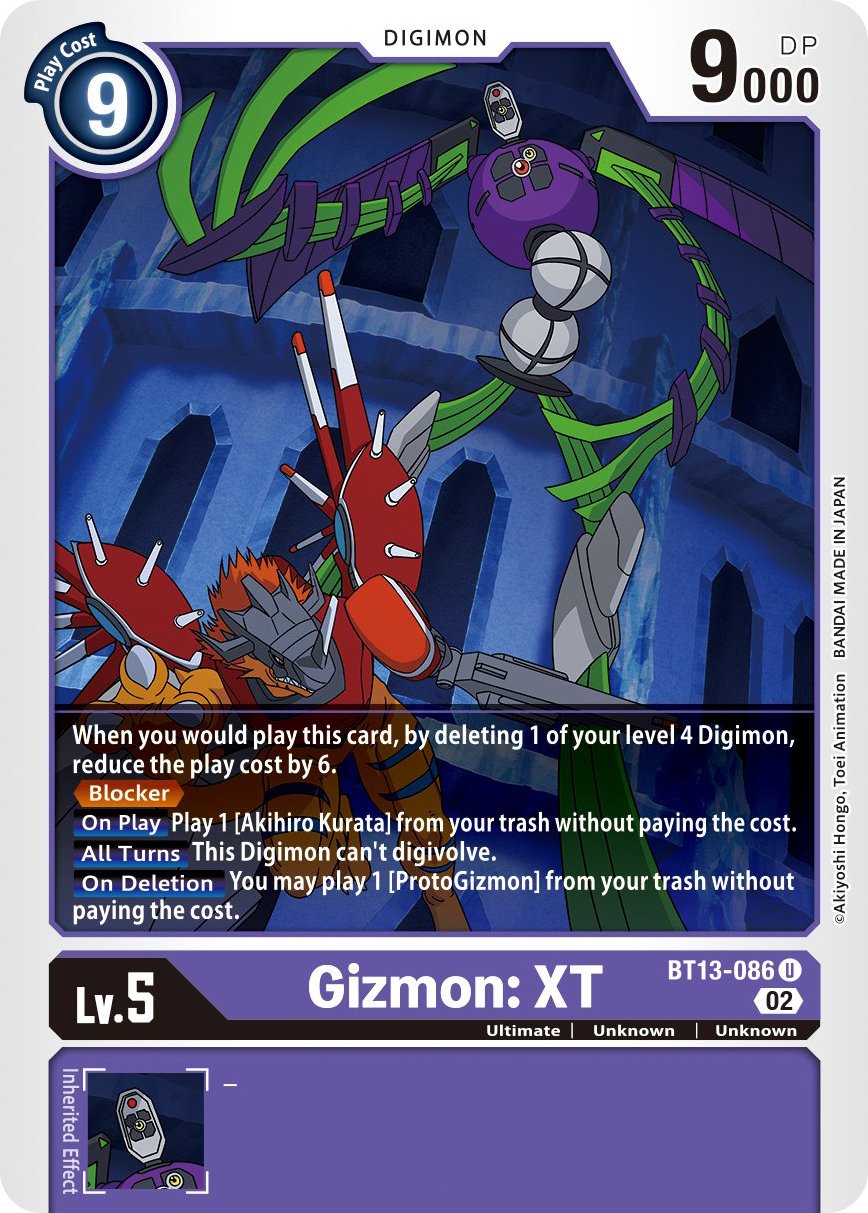 Play Cost
9
DIGIMON
DP
9000
When you would play this card, by deleting 1 of your level 4 Digimon,
reduce the play cost by 6.
Blocker
On Play Play 1 [Akihiro Kurata] from your trash without paying the cost.
All Turns This Digimon can't digivolve.
On Deletion You may play 1 [ProtoGizmon] from your trash without
paying the cost.
©Akiyoshi Hongo, Toei Animation BANDAI MADE IN JAPAN
Lv.5
Gizmon: XT
BT13-086 U
02
Ultimate | Unknown | Unknown
Inherited Effect
–